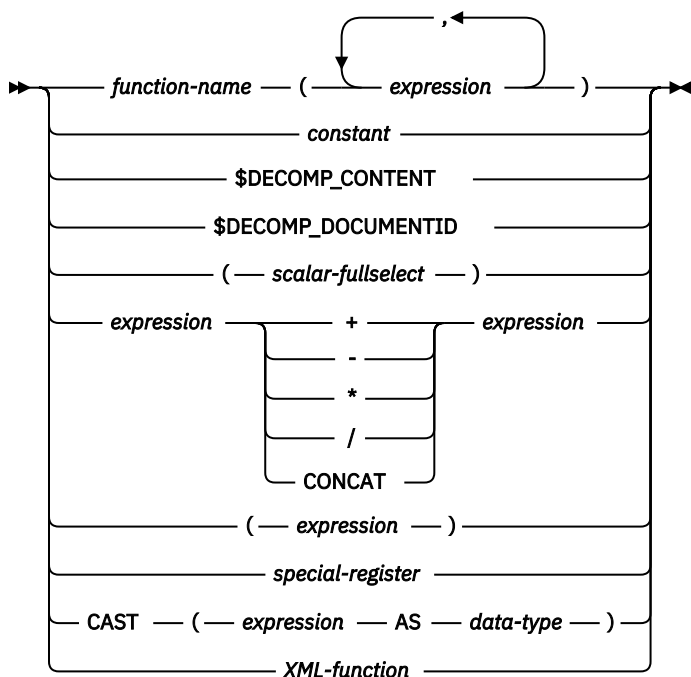 ,
function-name ( expression )
constant
$DECOMP_CONTENT
$DECOMP_DOCUMENTID
( scalar-fullselect )
expression + expression
-
*
/
CONCAT
( expression )
special-register
CAST ( expression AS data-type )
XML-function